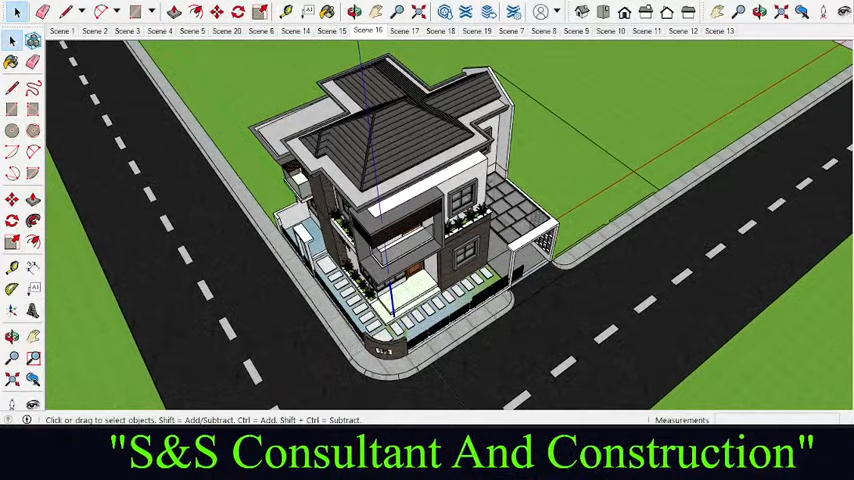 Scene 1 Scene 2 Scene 3 Scene 4 Scene 5 Scene 20 Scene 6 Scene 14 Scene 15 Scene 16 Scene 17 Scene 18 Scene 19 Scene 7 Scene 8 Scene 9 Scene 10 Scene 11 Scene 12 Scene 13
Click or drag to select objects. Shift = Add/Subtract. Ctrl = Add. Shift + Ctrl = Subtract.
Measurements
"S&S Consultant And Construction"